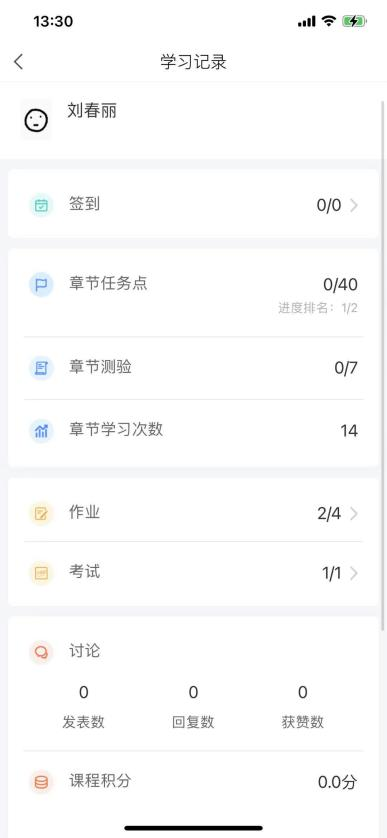 13:30
学习记录
刘春丽
签到 0/0
章节任务点 0/40
进度排名：1/2
章节测验 0/7
章节学习次数 14
作业 2/4
考试 1/1
讨论
0 0 0
发表数 回复数 获赞数
课程积分 0.0分